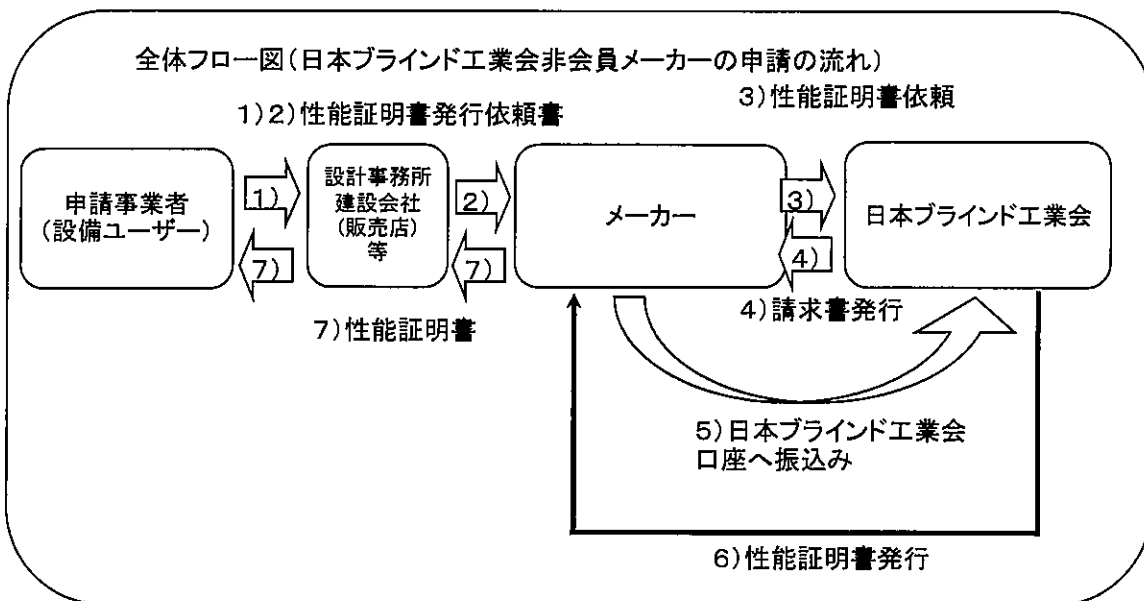 全体フロー図(日本ブラインド工業会非会員メーカーの申請の流れ)
3)性能証明書依頼
1)2)性能証明書発行依頼書
申請事業者
(設備ユーザー)
1)
7)
設計事務所
建設会社
(販売店)
等
2)
7)
メーカー
3)
4)
日本ブラインド工業会
4)請求書発行
7)性能証明書
5)日本ブラインド工業会
口座へ振込み
6)性能証明書発行